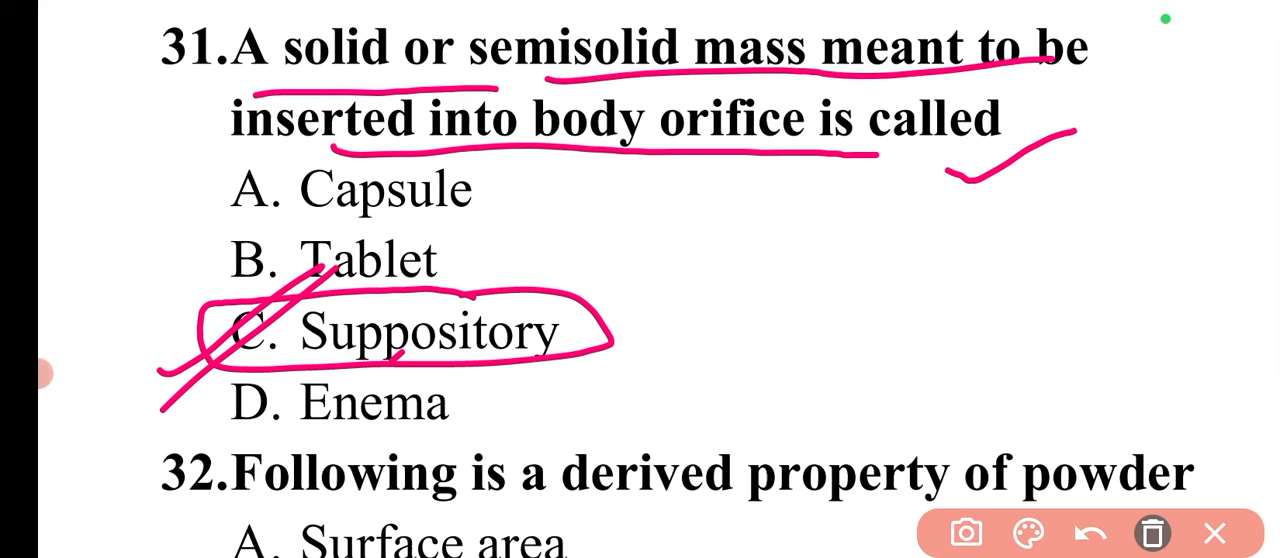 31.A solid or semisolid mass meant to be
inserted into body orifice is called
A. Capsule
B. Tablet
C. Suppository
D. Enema
32.Following is a derived property of powder
A. Surface area